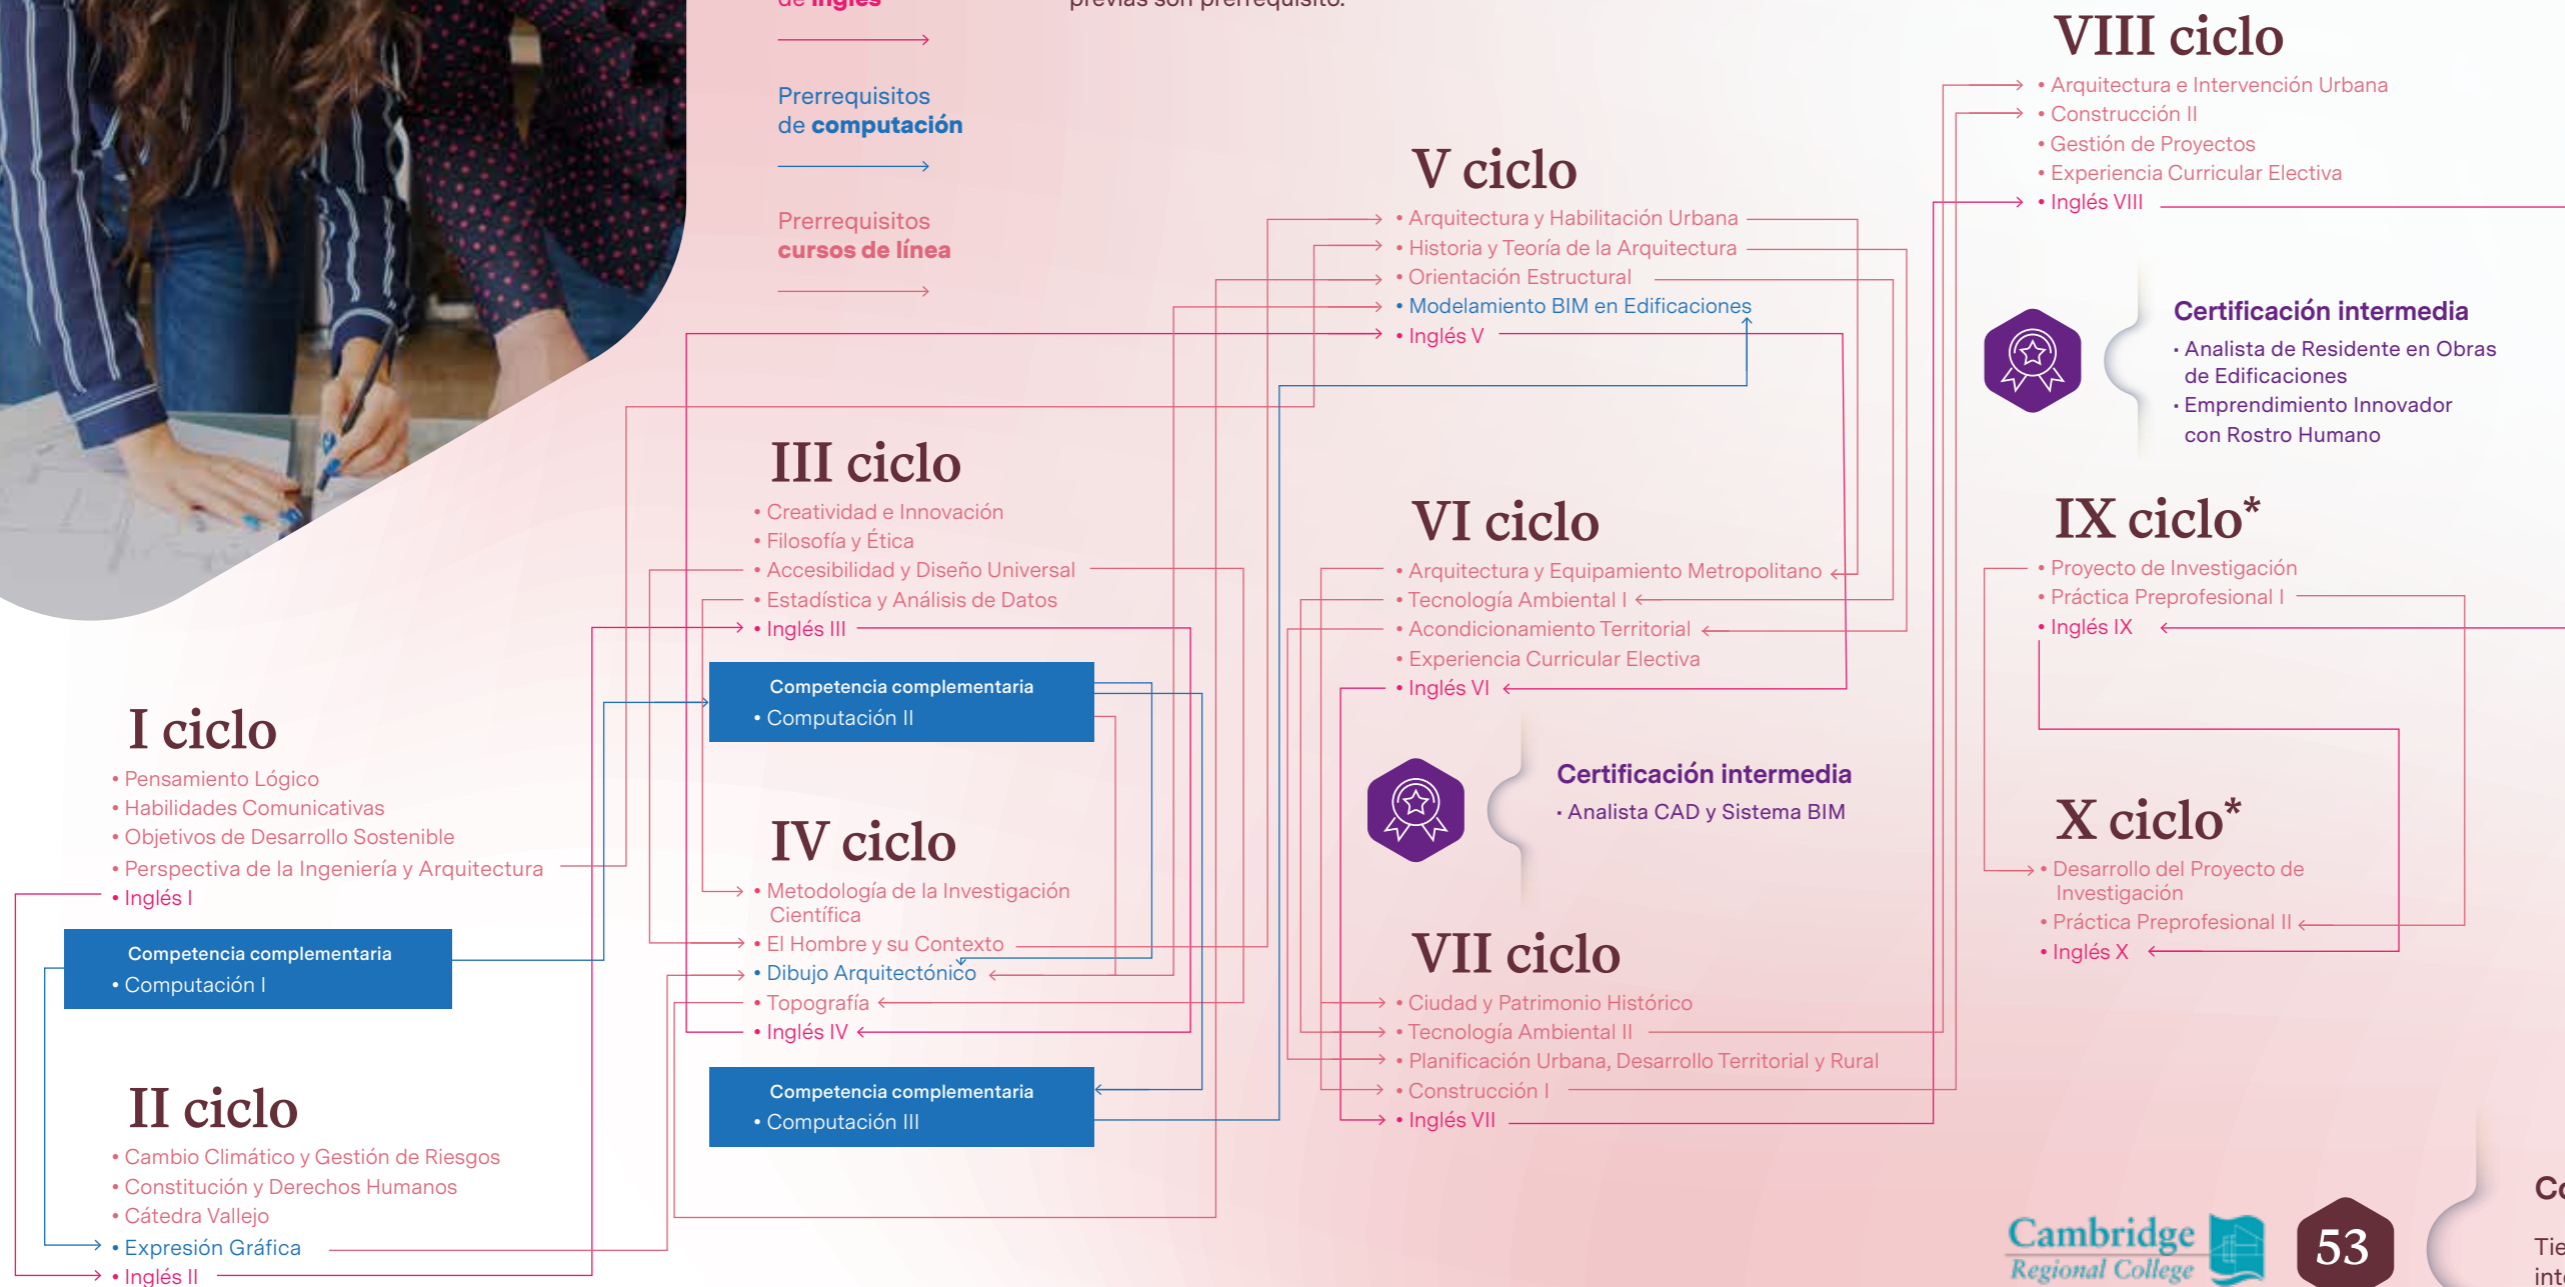 de inglés
previas son prerrequisito.
Prerrequisitos
de computación
Prerrequisitos
cursos de línea
I ciclo
• Pensamiento Lógico
• Habilidades Comunicativas
• Objetivos de Desarrollo Sostenible
• Perspectiva de la Ingeniería y Arquitectura
• Inglés I
Competencia complementaria
• Computación I
II ciclo
• Cambio Climático y Gestión de Riesgos
• Constitución y Derechos Humanos
• Cátedra Vallejo
• Expresión Gráfica
• Inglés II
III ciclo
• Creatividad e Innovación
• Filosofía y Ética
• Accesibilidad y Diseño Universal
• Estadística y Análisis de Datos
• Inglés III
Competencia complementaria
• Computación II
IV ciclo
• Metodología de la Investigación
Científica
• El Hombre y su Contexto
• Dibujo Arquitectónico
• Topografía
• Inglés IV
Competencia complementaria
• Computación III
V ciclo
• Arquitectura y Habilitación Urbana
• Historia y Teoría de la Arquitectura
• Orientación Estructural
• Modelamiento BIM en Edificaciones
• Inglés V
VI ciclo
• Arquitectura y Equipamiento Metropolitano
• Tecnología Ambiental I
• Acondicionamiento Territorial
• Experiencia Curricular Electiva
• Inglés VI
Certificación intermedia
• Analista CAD y Sistema BIM
VII ciclo
• Ciudad y Patrimonio Histórico
• Tecnología Ambiental II
• Planificación Urbana, Desarrollo Territorial y Rural
• Construcción I
• Inglés VII
VIII ciclo
• Arquitectura e Intervención Urbana
• Construcción II
• Gestión de Proyectos
• Experiencia Curricular Electiva
• Inglés VIII
Certificación intermedia
• Analista de Residente en Obras
de Edificaciones
• Emprendimiento Innovador
con Rostro Humano
IX ciclo*
• Proyecto de Investigación
• Práctica Preprofesional I
• Inglés IX
X ciclo*
• Desarrollo del Proyecto de
Investigación
• Práctica Preprofesional II
• Inglés X
Cambridge
Regional College
53